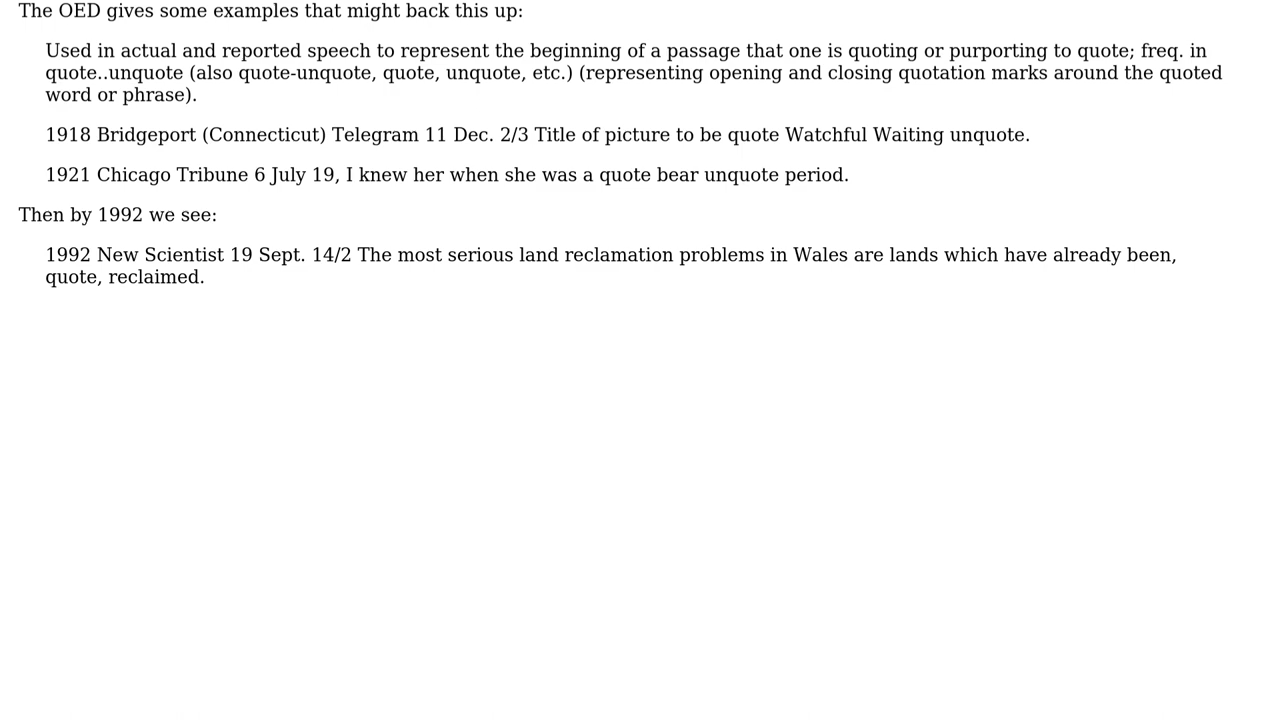 The OED gives some examples that might back this up:
Used in actual and reported speech to represent the beginning of a passage that one is quoting or purporting to quote; freq. in
quote..unquote (also quote-unquote, quote, unquote, etc.) (representing opening and closing quotation marks around the quoted
word or phrase).
1918 Bridgeport (Connecticut) Telegram 11 Dec. 2/3 Title of picture to be quote Watchful Waiting unquote.
1921 Chicago Tribune 6 July 19, I knew her when she was a quote bear unquote period.
Then by 1992 we see:
1992 New Scientist 19 Sept. 14/2 The most serious land reclamation problems in Wales are lands which have already been,
quote, reclaimed.